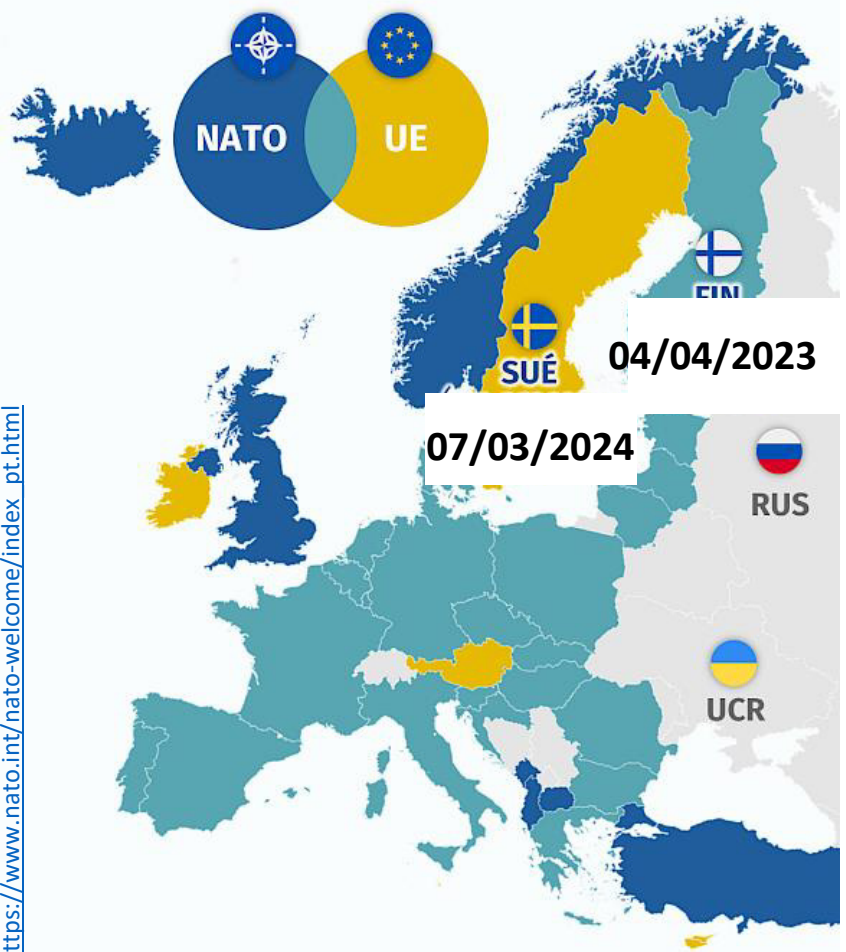 NATO
UE
FIN
04/04/2023
SUÉ
07/03/2024
RUS
UCR
ttps://www.nato.int/nato-welcome/index_pt.html